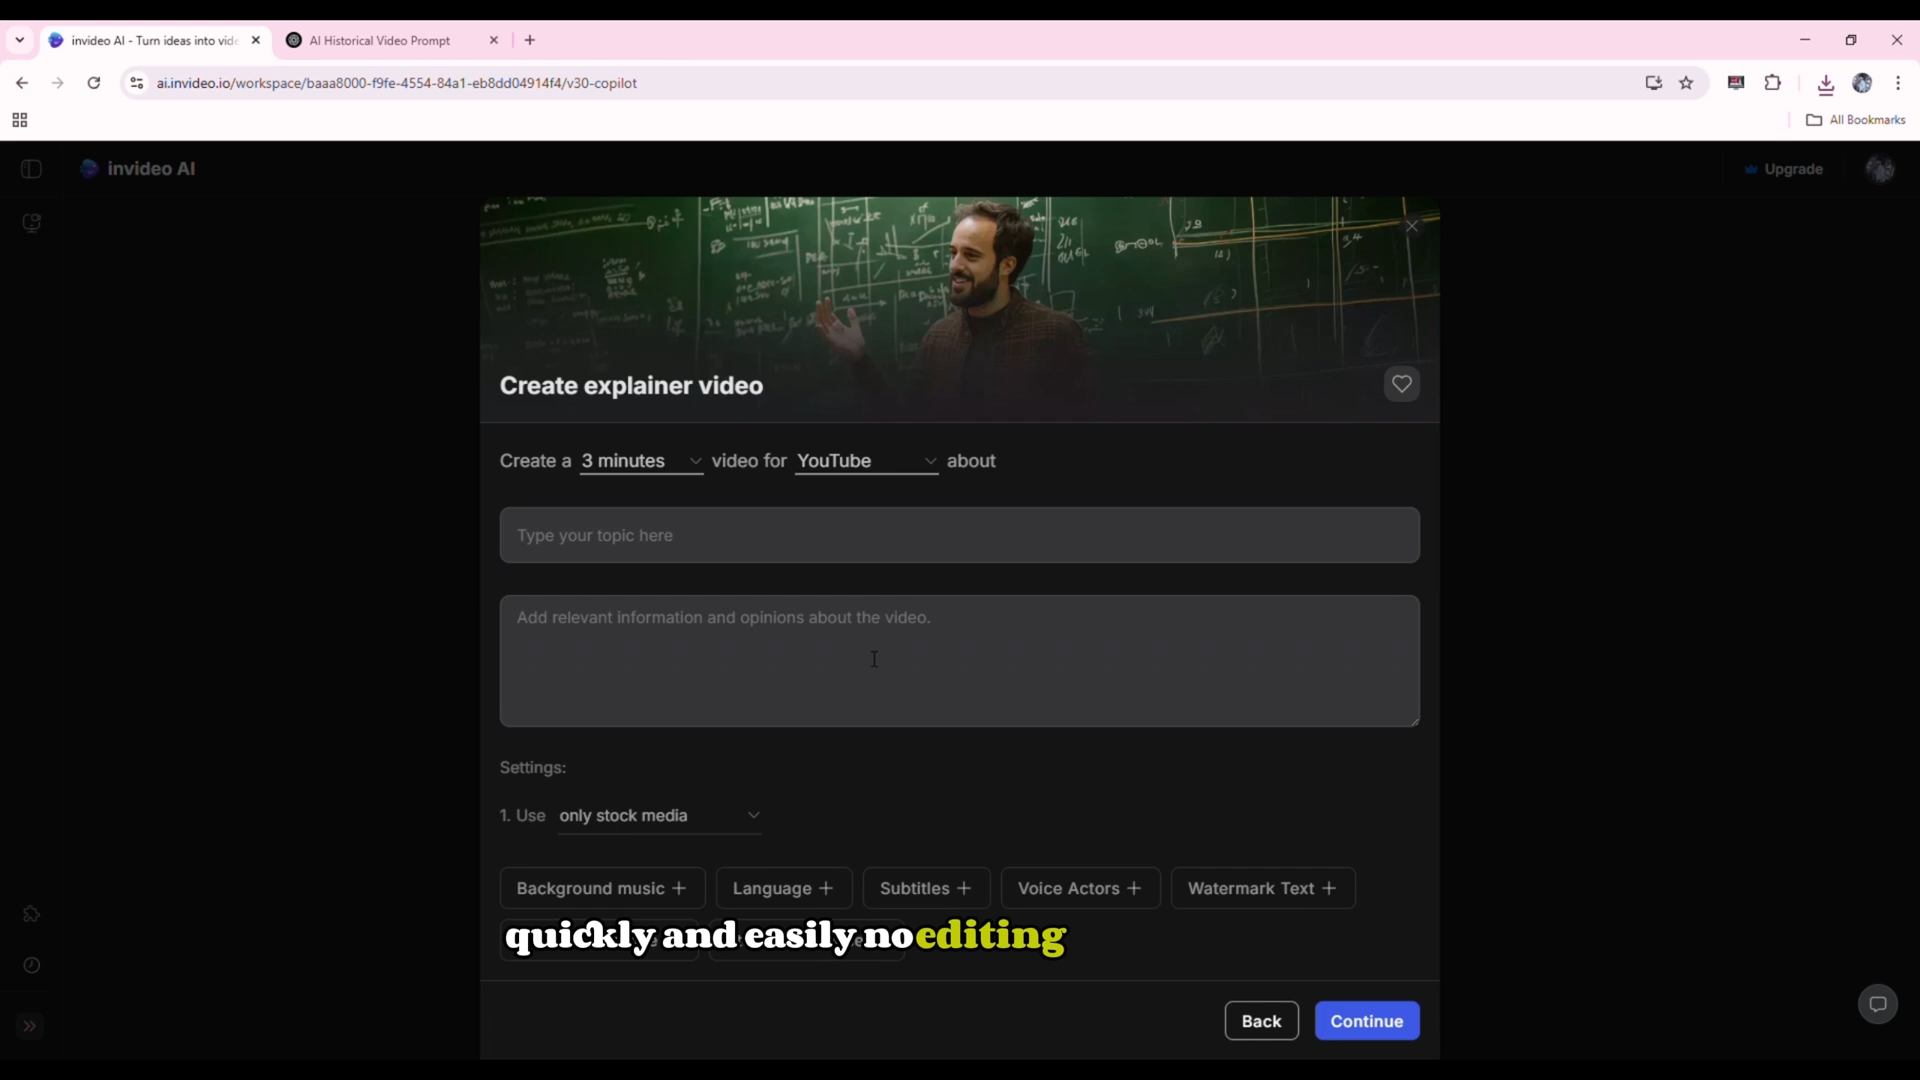 invideo AI - Turn ideas into vide
AI Historical Video Prompt
ai.invideo.io/workspace/baaa8000-f9fe-4554-84a1-eb8dd04914f4/v30-copilot
All Bookmarks
invideo AI
Upgrade
Create explainer video
Create a 3 minutes video for YouTube about
Type your topic here
Add relevant information and opinions about the video.
Settings:
1. Use only stock media
Background music +
Language +
Subtitles +
Voice Actors +
Watermark Text +
quickly and easily no editing
Back
Continue